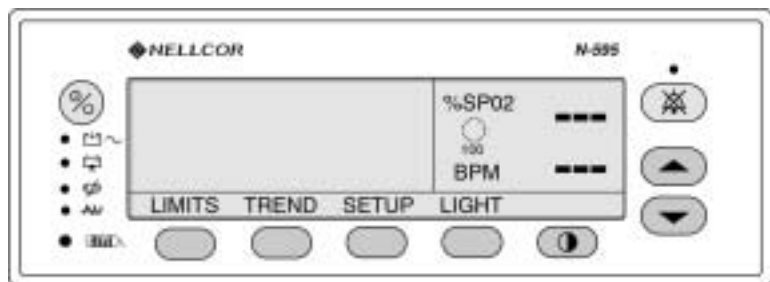 NELLCOR
N-595
%
%SP02
---
100
BPM
---
LIMITS TREND SETUP LIGHT